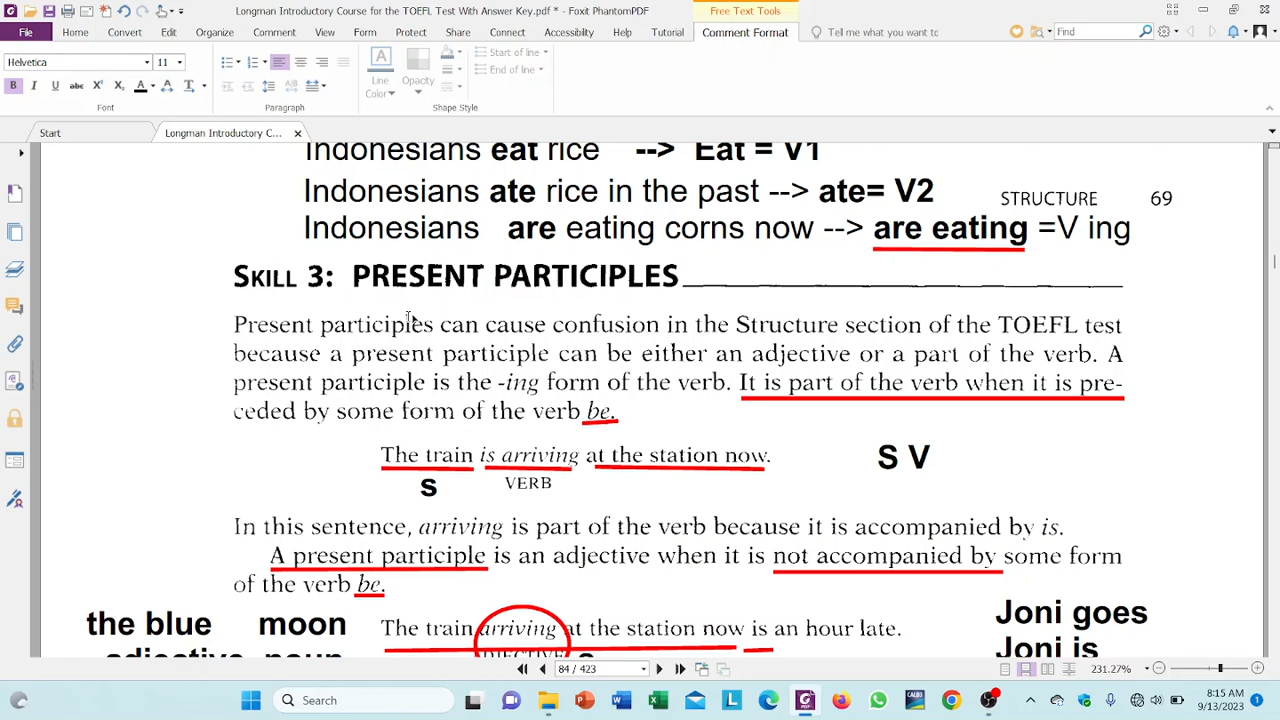 Longman Introductory Course for the TOEFL Test With Answer Key.pdf * - Foxit PhantomPDF
Free Text Tools
File Home Convert Edit Organize Comment View Form Protect Share Connect Accessibility Help Tutorial Comment Format Tell me what you want to Find
Helvetica 11
Line Color Opacity
Start of line
End of line
B I U abc X² X₂ A T
Font Paragraph Shape Style
Start Longman Introductory C...
Indonesians eat rice --> Eat = V1
Indonesians ate rice in the past --> ate= V2
STRUCTURE 69
Indonesians are eating corns now --> are eating =V ing
SKILL 3: PRESENT PARTICIPLES
Present participles can cause confusion in the Structure section of the TOEFL test
because a present participle can be either an adjective or a part of the verb. A
present participle is the -ing form of the verb. It is part of the verb when it is pre-
ceded by some form of the verb be.
The train is arriving at the station now. S V
s VERB
In this sentence, arriving is part of the verb because it is accompanied by is.
A present participle is an adjective when it is not accompanied by some form
of the verb be.
the blue moon The train arriving at the station now is an hour late. Joni goes
adjective noun ADJECTIVE s Joni is
84 / 423 231.27%
Search
8:15 AM
9/13/2023